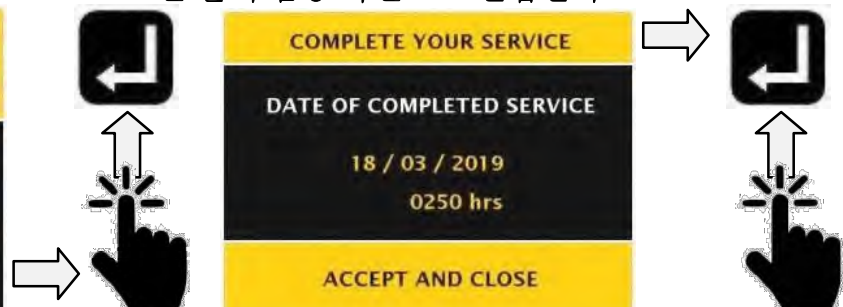 COMPLETE YOUR SERVICE
DATE OF COMPLETED SERVICE
18 / 03 / 2019
0250 hrs
ACCEPT AND CLOSE